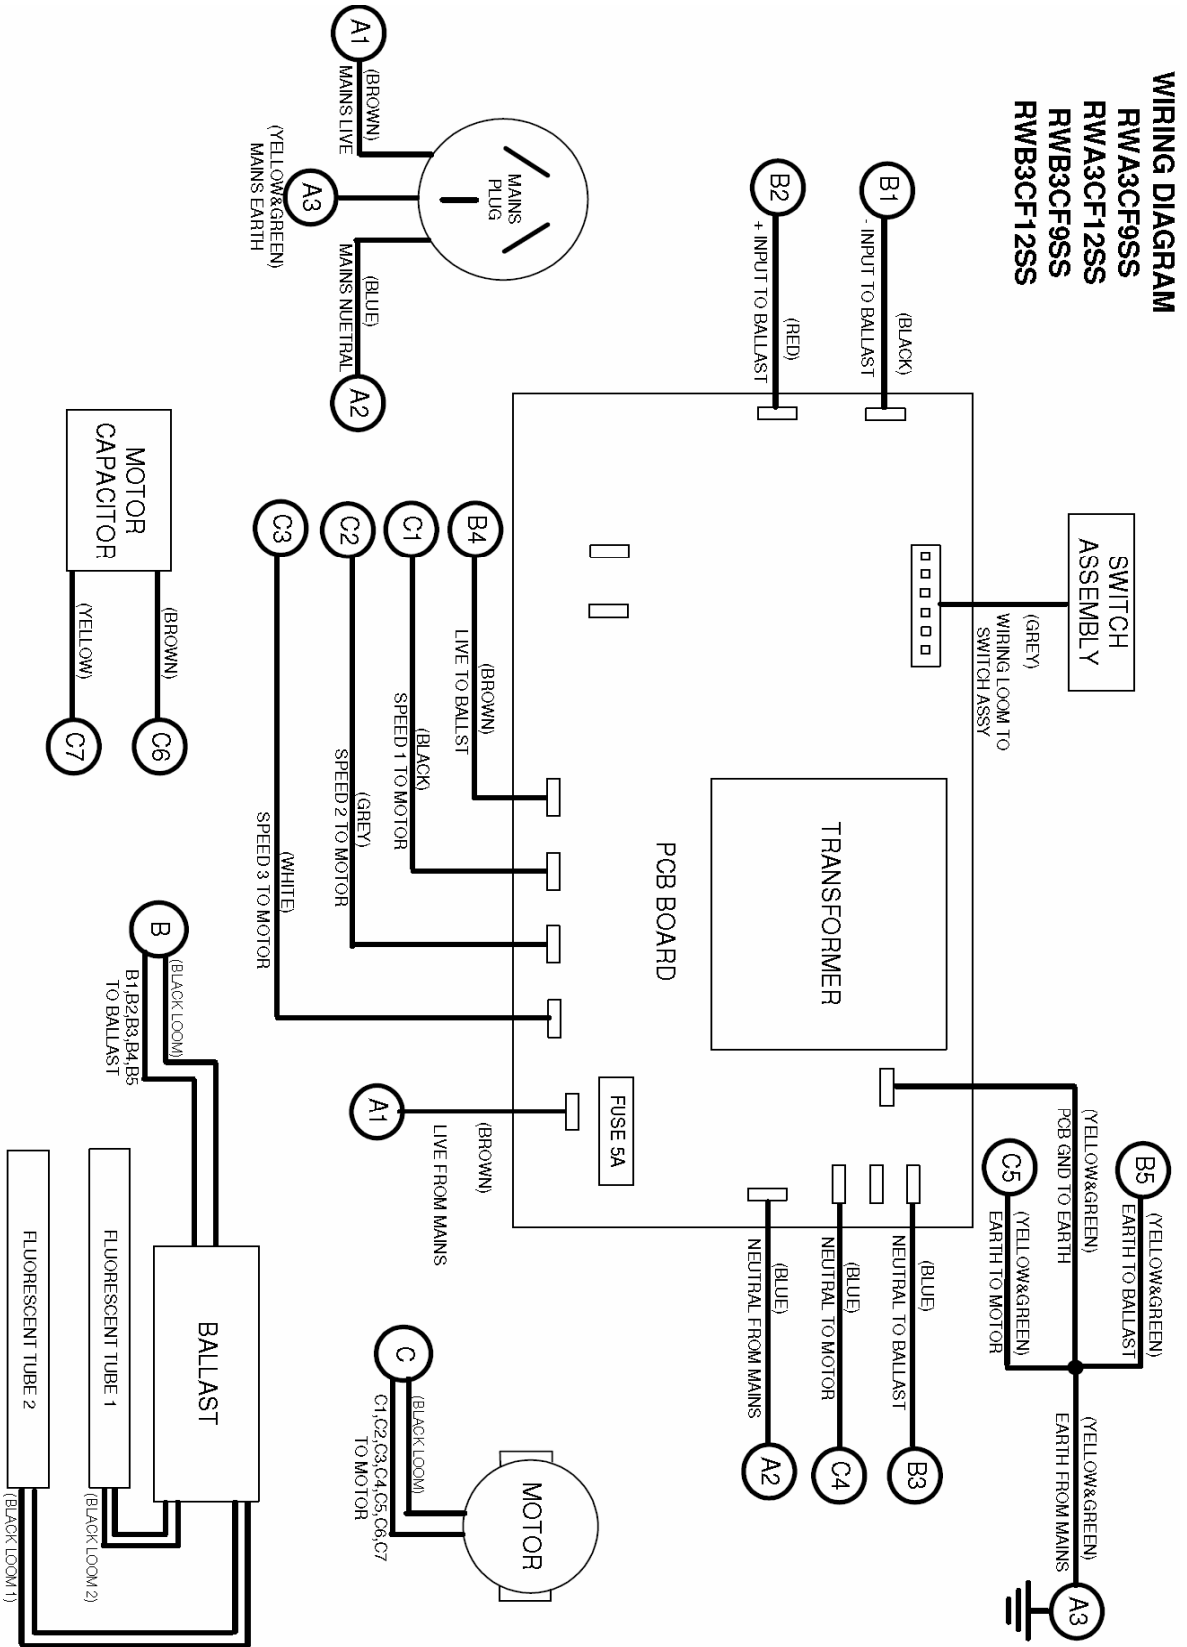 WIRING DIAGRAM
RWA3CF9SS
RWA3CF12SS
RWB3CF9SS
RWB3CF12SS
SWITCH
ASSEMBLY
(GREY)
WIRING LOOM TO
SWITCH ASSY
B5
(YELLOW&GREEN)
EARTH TO BALLAST
(YELLOW&GREEN)
PCB GND TO EARTH
C5
(YELLOW&GREEN)
EARTH TO MOTOR
(YELLOW&GREEN)
EARTH FROM MAINS
A3
B1
(BLACK)
- INPUT TO BALLAST
B2
(RED)
+ INPUT TO BALLAST
TRANSFORMER
PCB BOARD
FUSE 5A
(BLUE)
NEUTRAL TO BALLAST
B3
(BLUE)
NEUTRAL TO MOTOR
C4
(BLUE)
NEUTRAL FROM MAINS
A2
MAINS
PLUG
A1
(BROWN)
MAINS LIVE
A3
(YELLOW&GREEN)
MAINS EARTH
(BLUE)
MAINS NUETRAL
A2
B4
(BROWN)
LIVE TO BALLST
C1
(BLACK)
SPEED 1 TO MOTOR
C2
(GREY)
SPEED 2 TO MOTOR
C3
(WHITE)
SPEED 3 TO MOTOR
A1
(BROWN)
LIVE FROM MAINS
C
(BLACK LOOM)
C1,C2,C3,C4,C5,C6,C7
TO MOTOR
MOTOR
MOTOR
CAPACITOR
(BROWN)
C6
(YELLOW)
C7
B
(BLACK LOOM)
B1,B2,B3,B4,B5
TO BALLAST
BALLAST
FLUORESCENT TUBE 1
(BLACK LOOM 2)
FLUORESCENT TUBE 2
(BLACK LOOM 1)